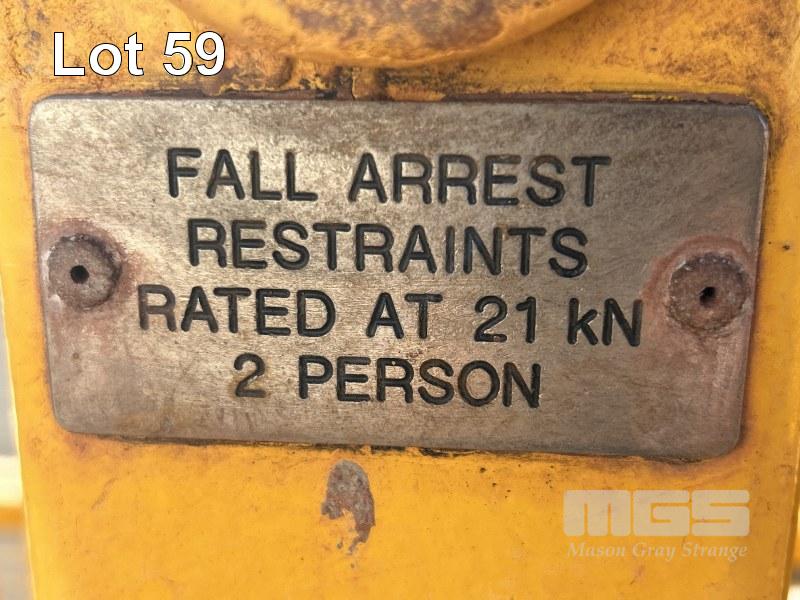 Lot 59
FALL ARREST
RESTRAINTS
RATED AT 21 kN
2 PERSON
MGS
Mason Gray Strange